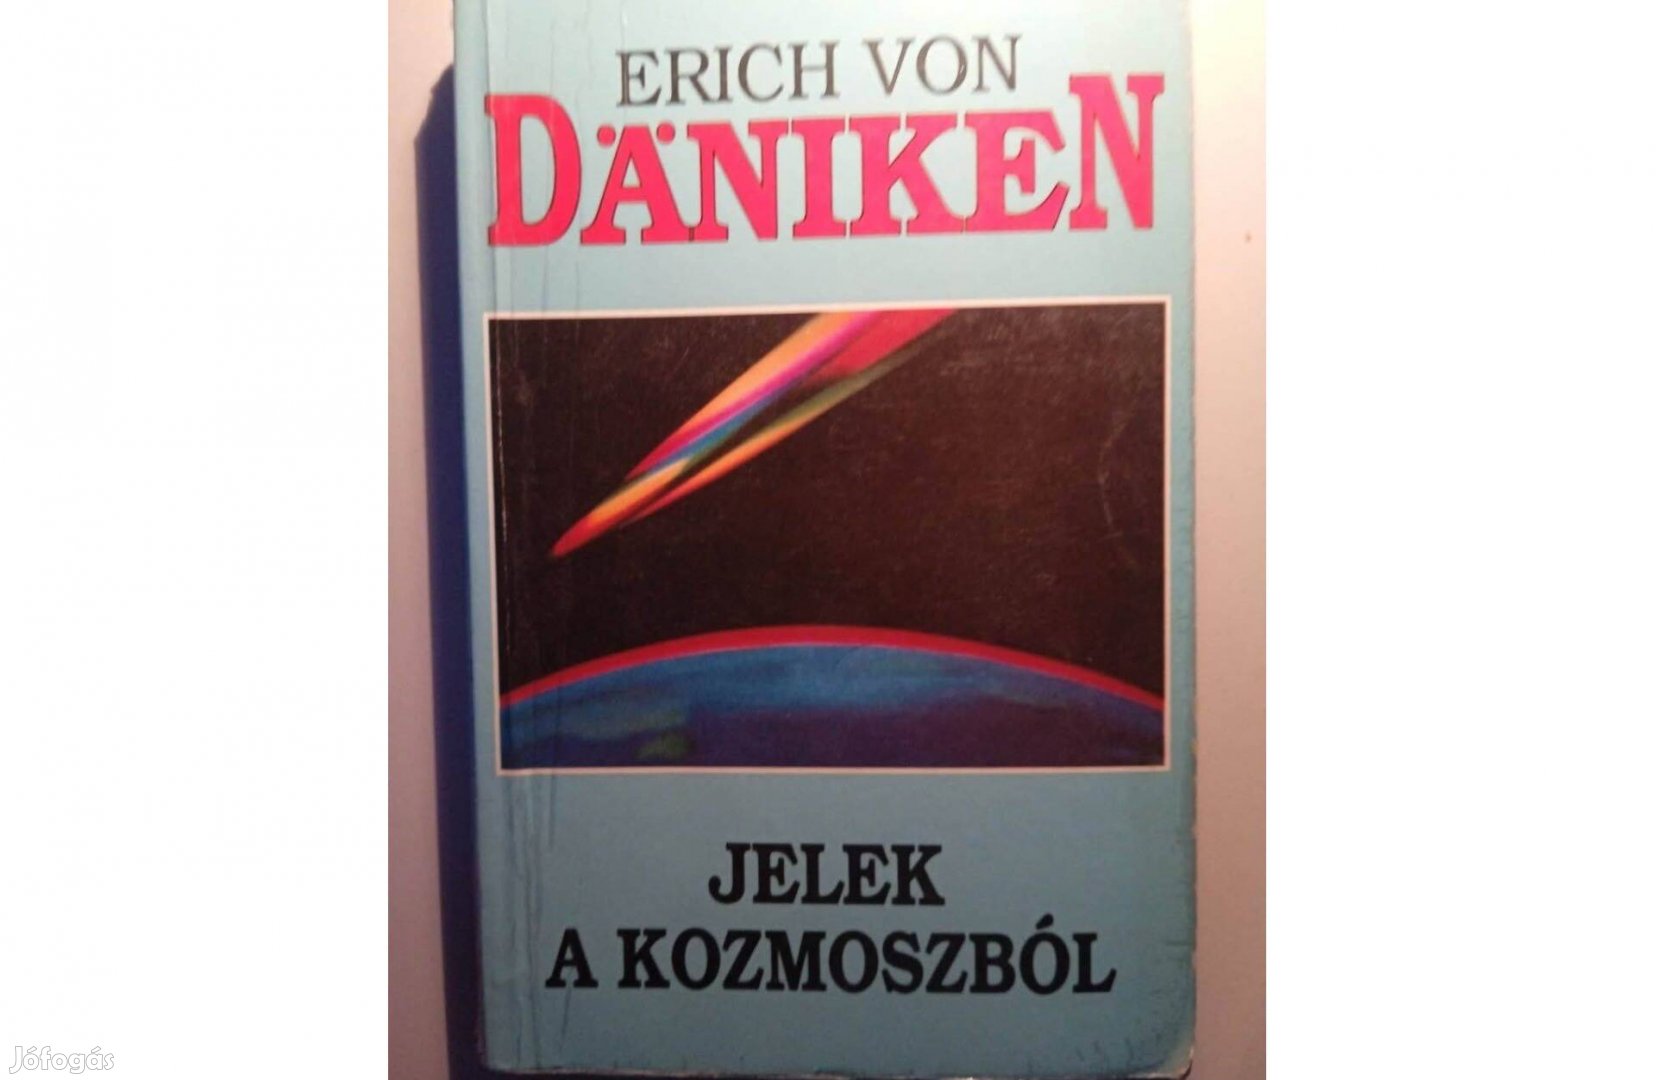 ERICH VON
DÄNIKEN
JELEK
A KOZMOSZBÓL
Jófogás